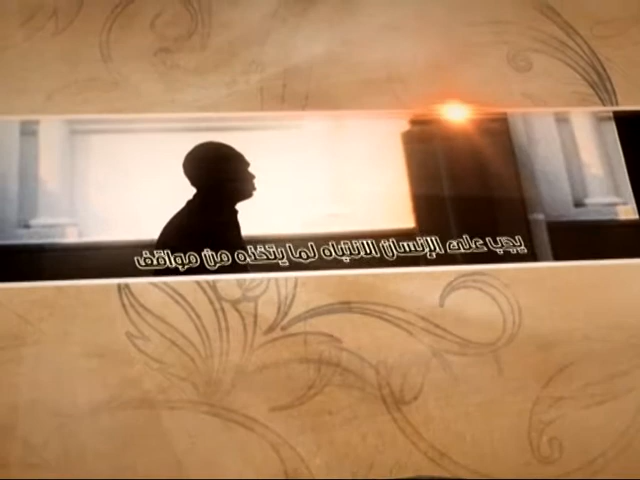 يجب على الإنسان الانتباه لما يتخذه من مواقف